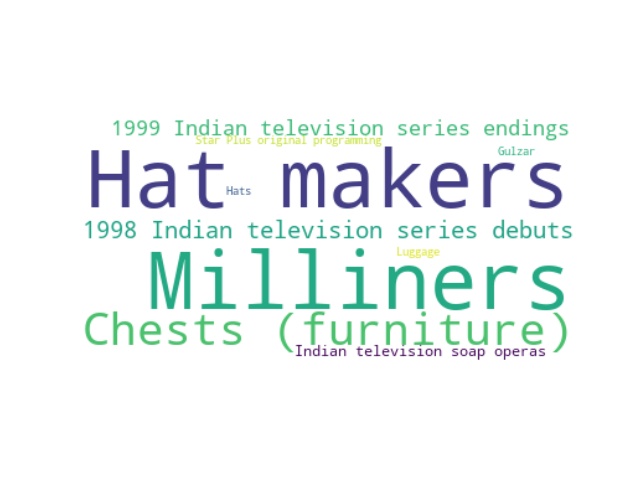 1999 Indian television series endings
Star Plus original programming
Gulzar
Hat makers
Hats
1998 Indian television series debuts
Luggage
Milliners
Chests (furniture)
Indian television soap operas